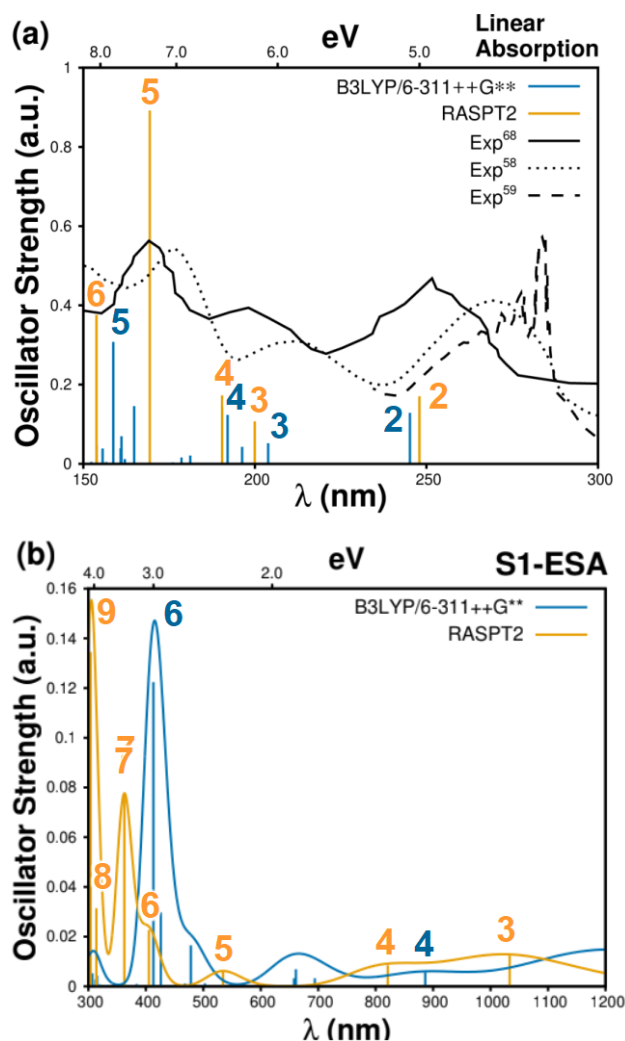 (a)
eV
Linear
Absorption
8.0 7.0 6.0 5.0
1
0.8
0.6
0.4
0.2
0
Oscillator Strength (a.u.)
B3LYP/6-311++G**
RASPT2
Exp68
Exp58
Exp59
5
6
5
4
4
3
3
2
2
150 200 250 300
λ (nm)
(b)
eV
S1-ESA
4.0 3.0 2.0
0.16
0.14
0.12
0.1
0.08
0.06
0.04
0.02
0
Oscillator Strength (a.u.)
B3LYP/6-311++G**
RASPT2
9
6
7
7
8
6
5
4
4
3
300 400 500 600 700 800 900 1000 1100 1200
λ (nm)